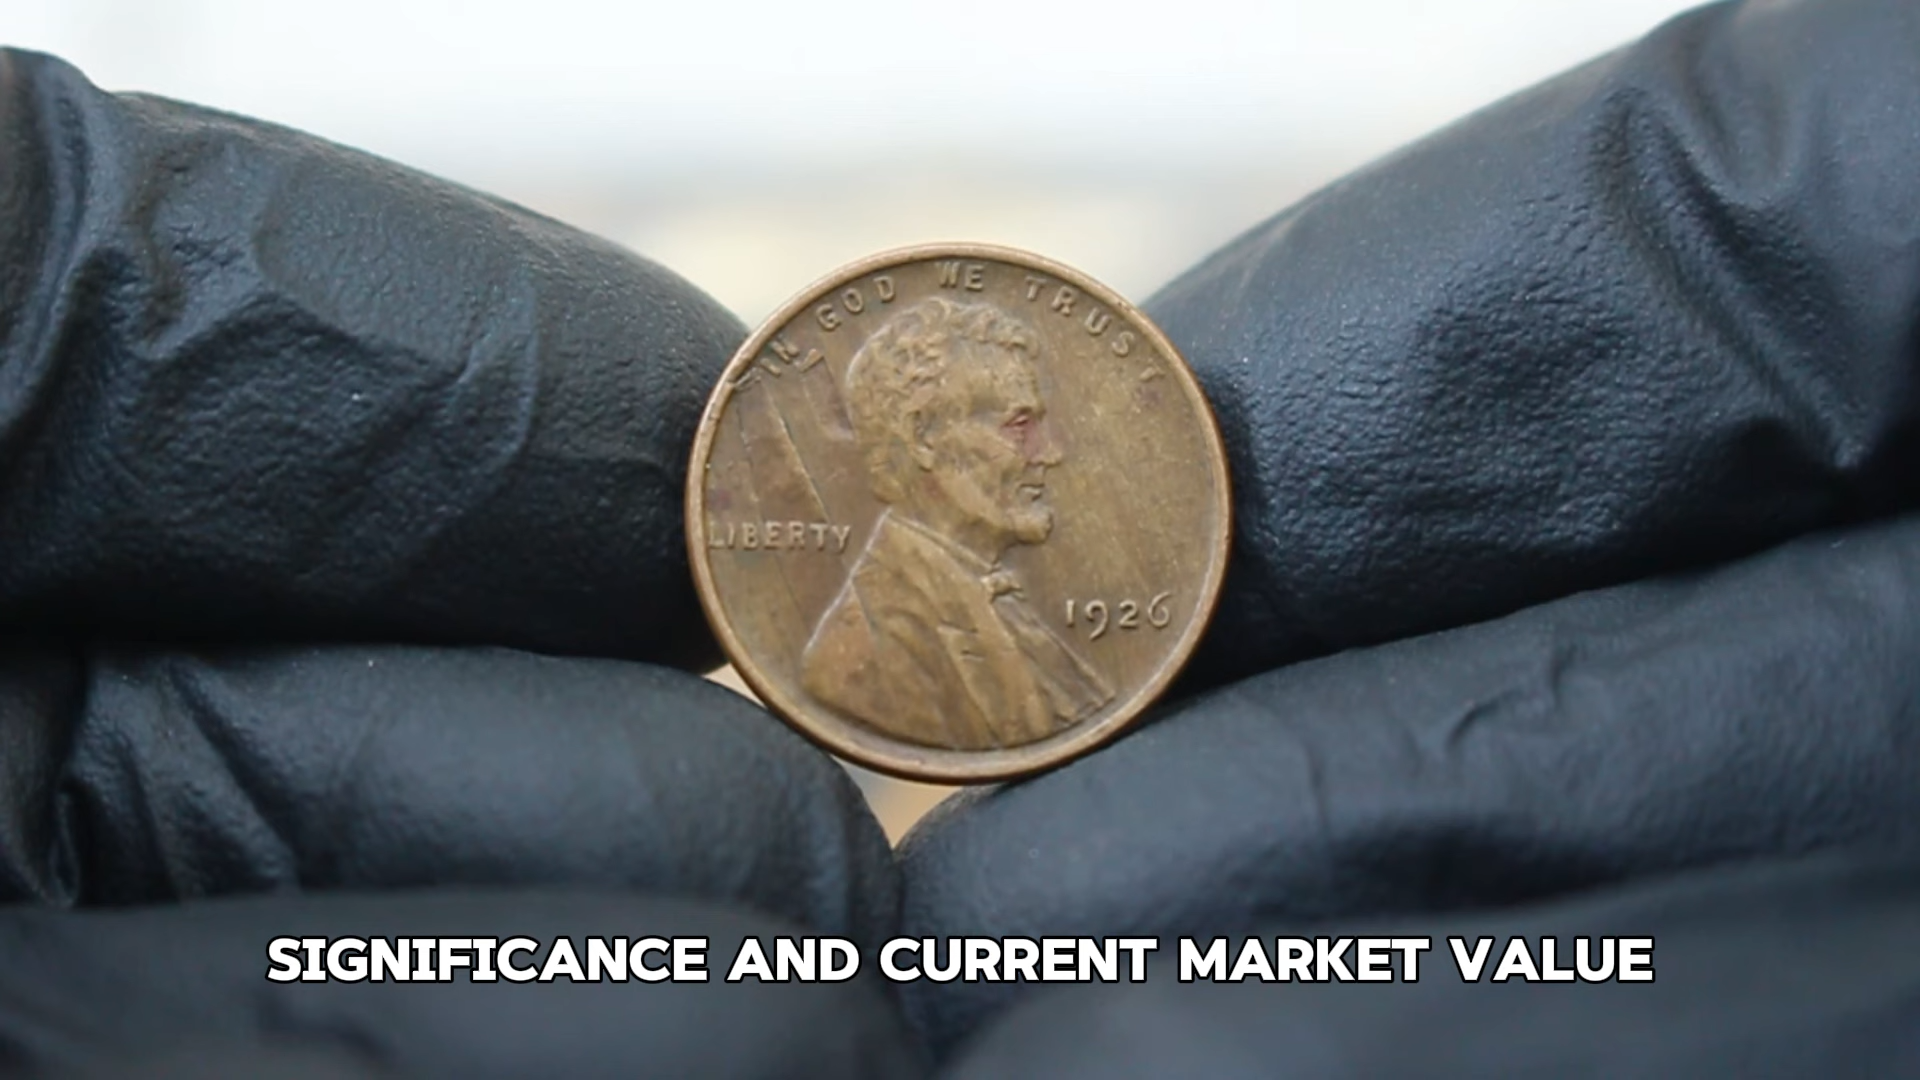 IN GOD WE TRUST
LIBERTY
1926
SIGNIFICANCE AND CURRENT MARKET VALUE